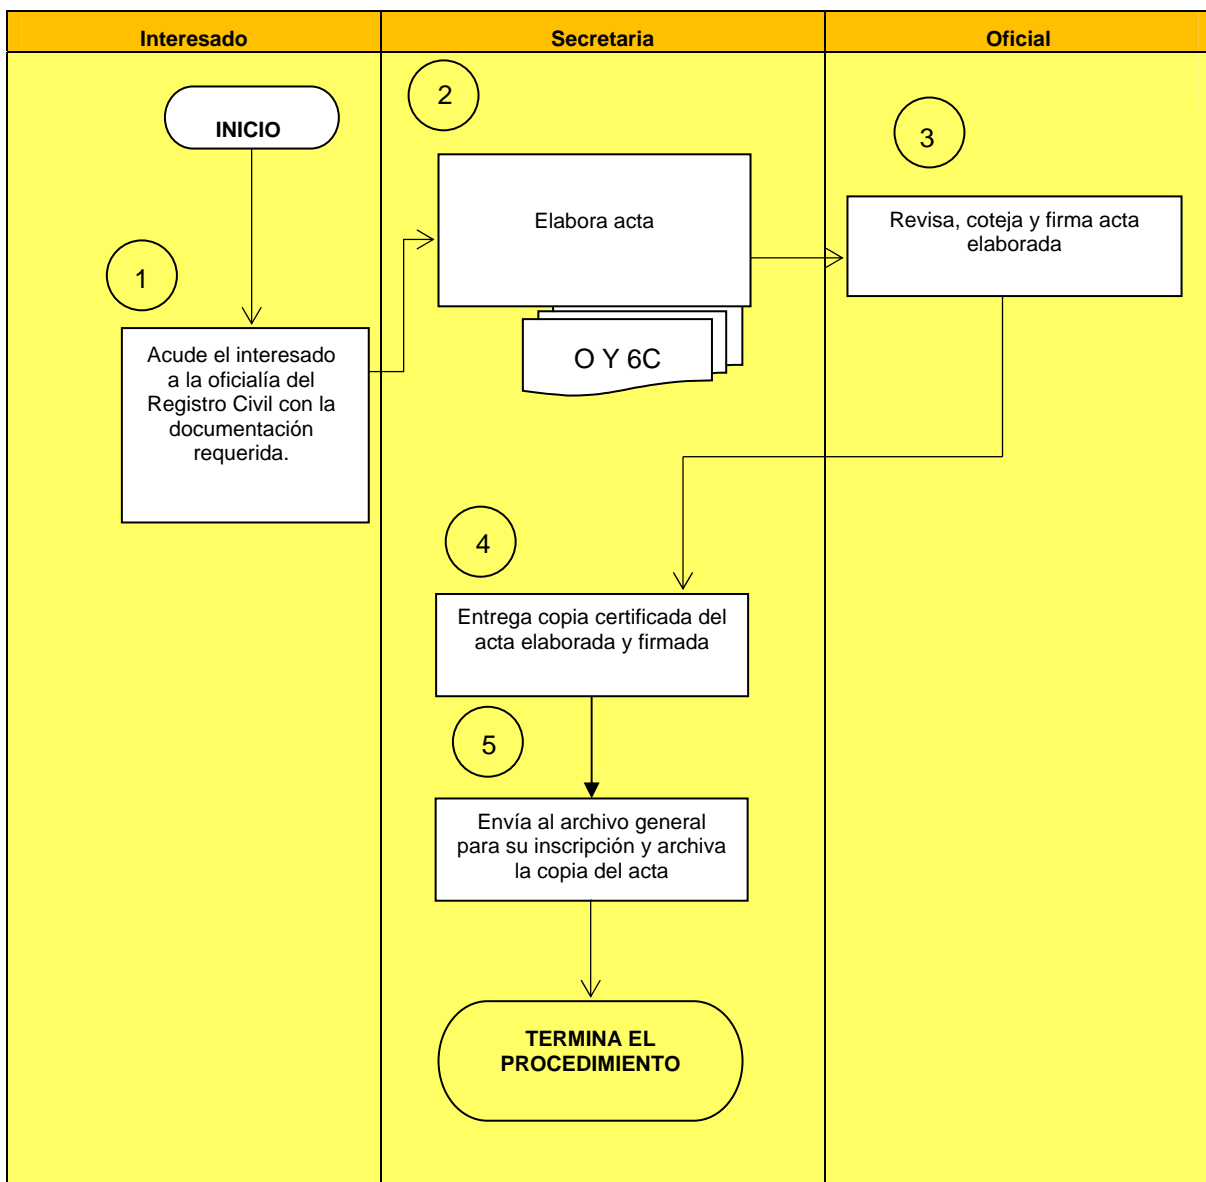 Interesado
Secretaria
Oficial
INICIO
1
Acude el interesado
a la oficialía del
Registro Civil con la
documentación
requerida.
2
Elabora acta
O Y 6C
3
Revisa, coteja y firma acta
elaborada
4
Entrega copia certificada del
acta elaborada y firmada
5
Envía al archivo general
para su inscripción y archiva
la copia del acta
TERMINA EL
PROCEDIMIENTO